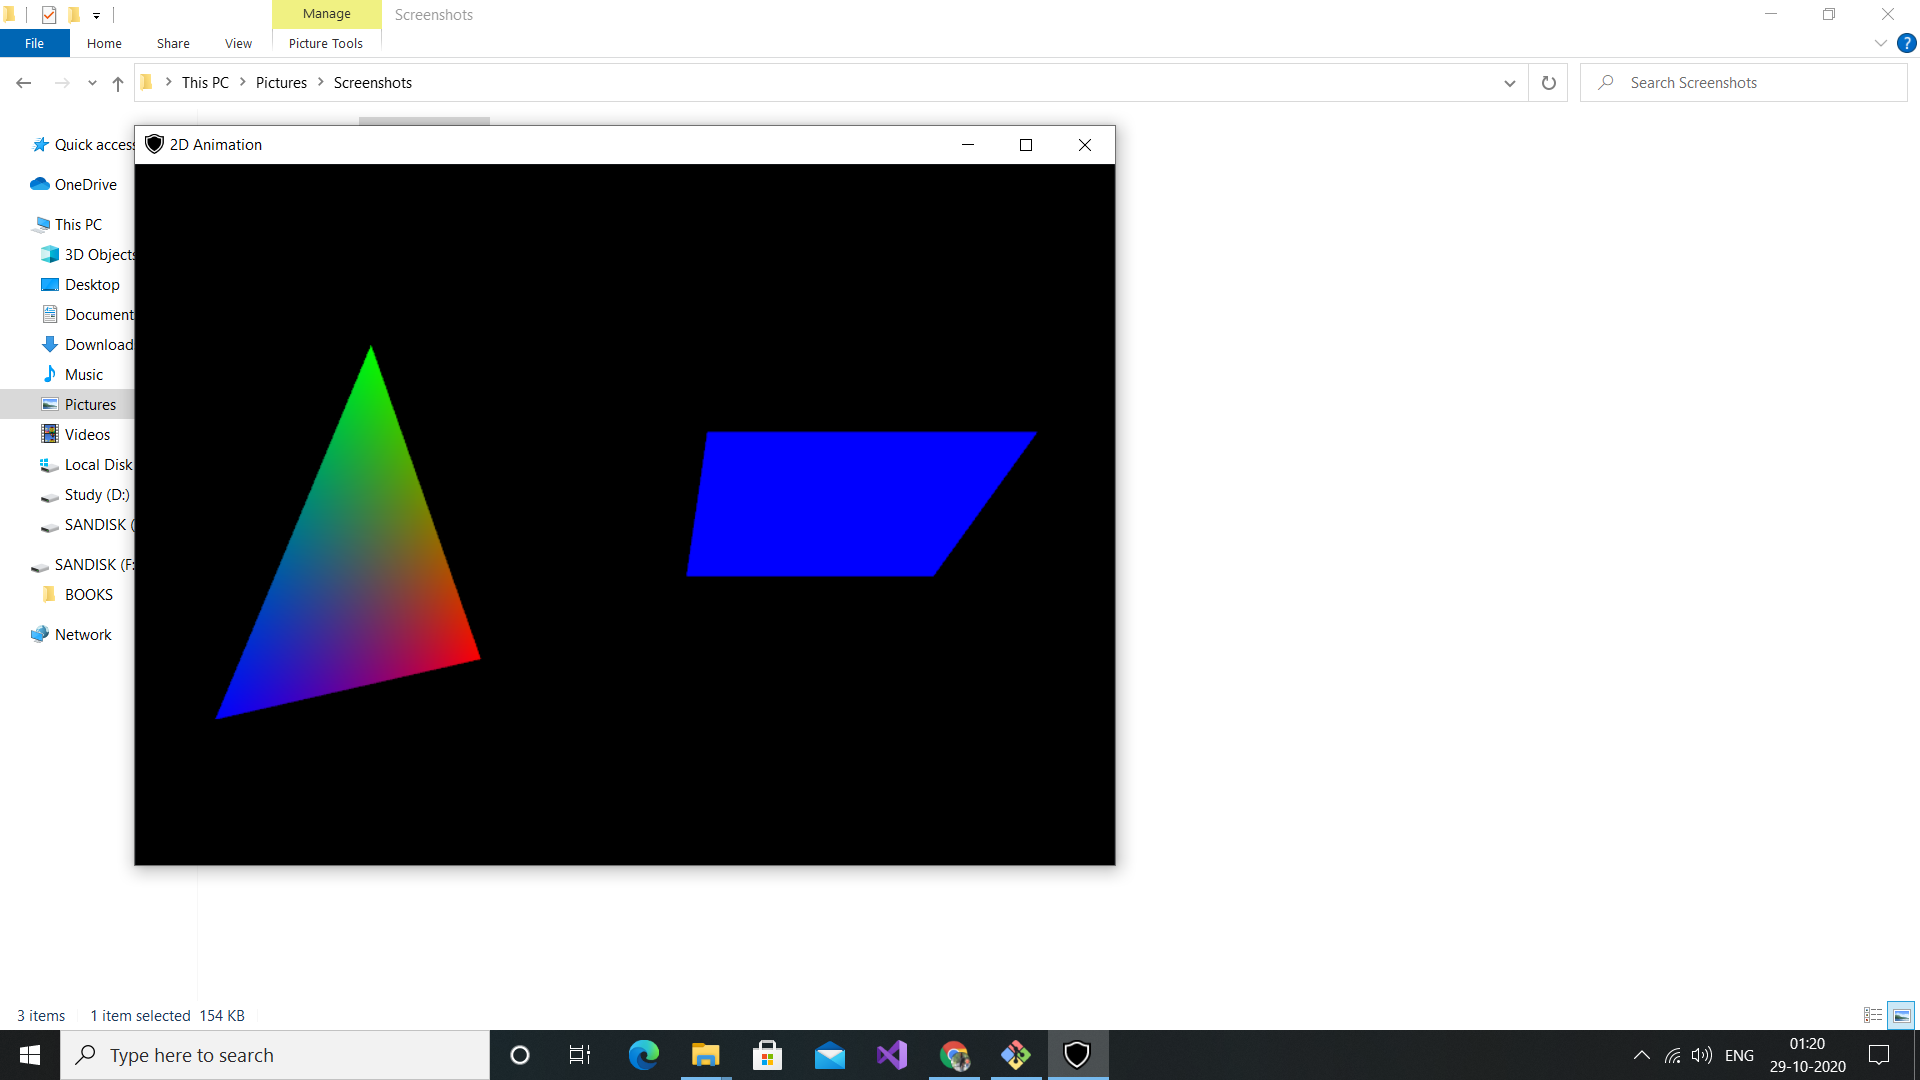 Manage
Screenshots
File
Home
Share
View
Picture Tools
?
This PC
Pictures
Screenshots
Search Screenshots
2D Animation
Quick access
OneDrive
This PC
3D Objects
Desktop
Document
Download
Music
Pictures
Videos
Local Disk
Study (D:)
SANDISK (
SANDISK (F:
BOOKS
Network
3 items
1 item selected 154 KB
Type here to search
ENG
01:20
29-10-2020